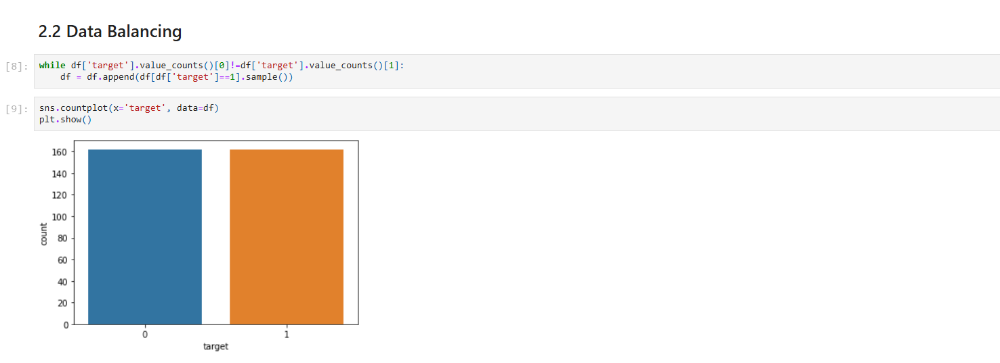 2.2 Data Balancing
[8]:
while df['target'].value_counts()[0]!=df['target'].value_counts()[1]:
    df = df.append(df[df['target']==1].sample())
[9]:
sns.countplot(x='target', data=df)
plt.show()
160
140
120
100
80
60
40
20
0
count
0 1
target